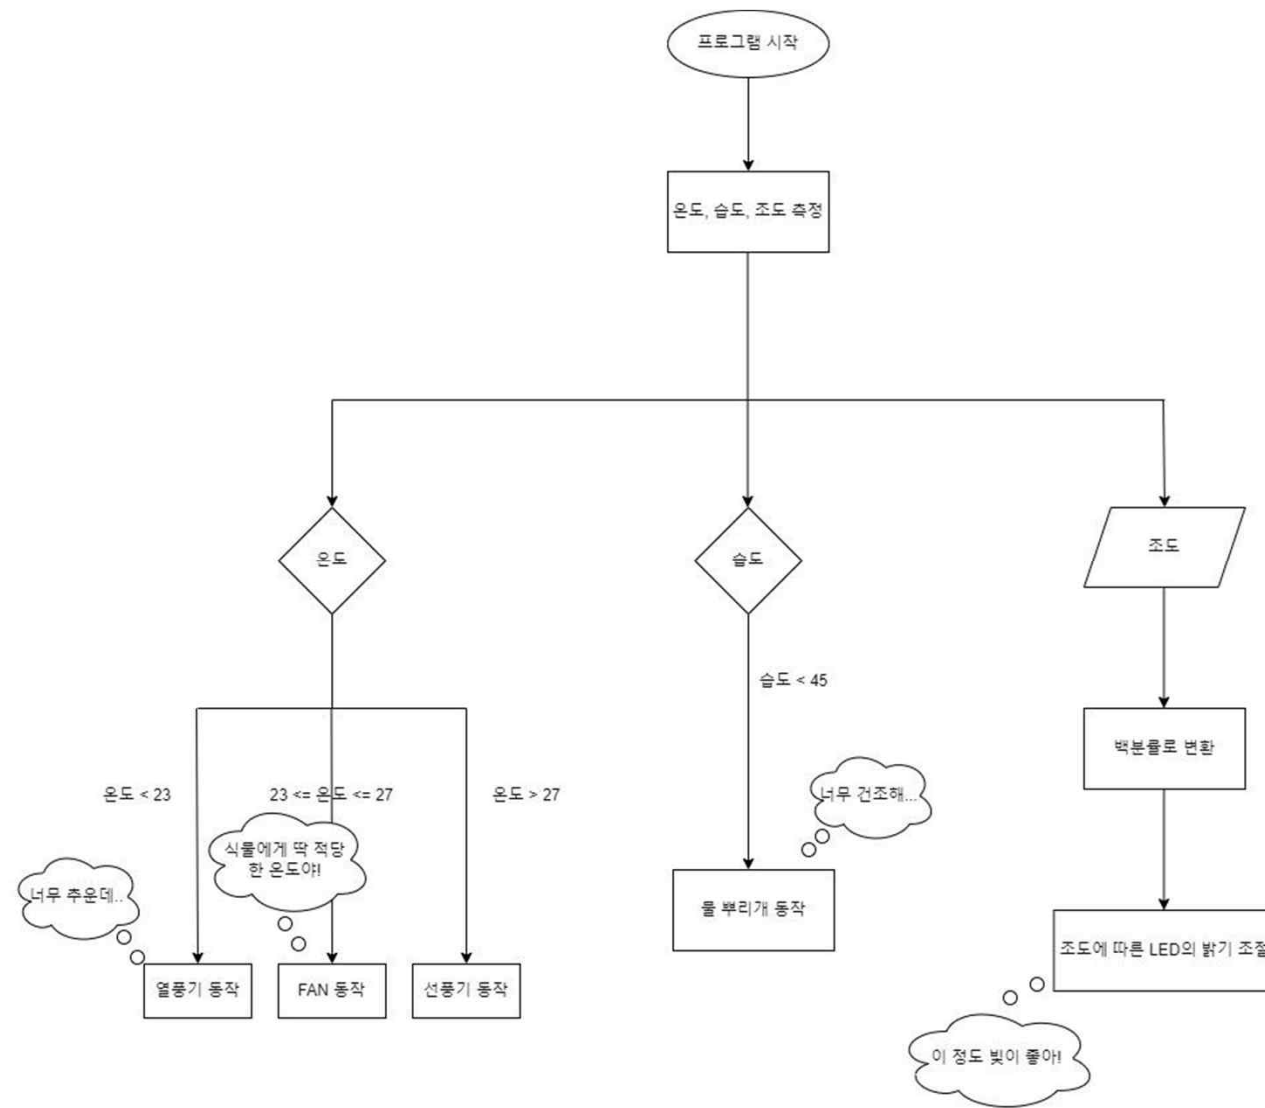 프로그램 시작
온도, 습도, 조도 측정
온도
습도
조도
습도 < 45
백분률로 변환
온도 < 23
23 <= 온도 <= 27
온도 > 27
너무 건조해...
식물에게 딱 적당
한 온도야!
너무 추운데..
물 뿌리개 동작
조도에 따른 LED의 밝기 조절
열풍기 동작
FAN 동작
선풍기 동작
이 정도 빛이 좋아!